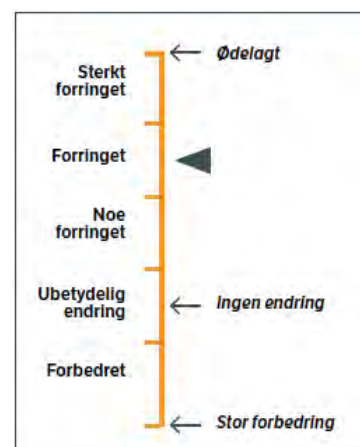 Ødelagt
Sterkt
forringet
Forringet
Noe
forringet
Ubetydelig
endring
Ingen endring
Forbedret
Stor forbedring